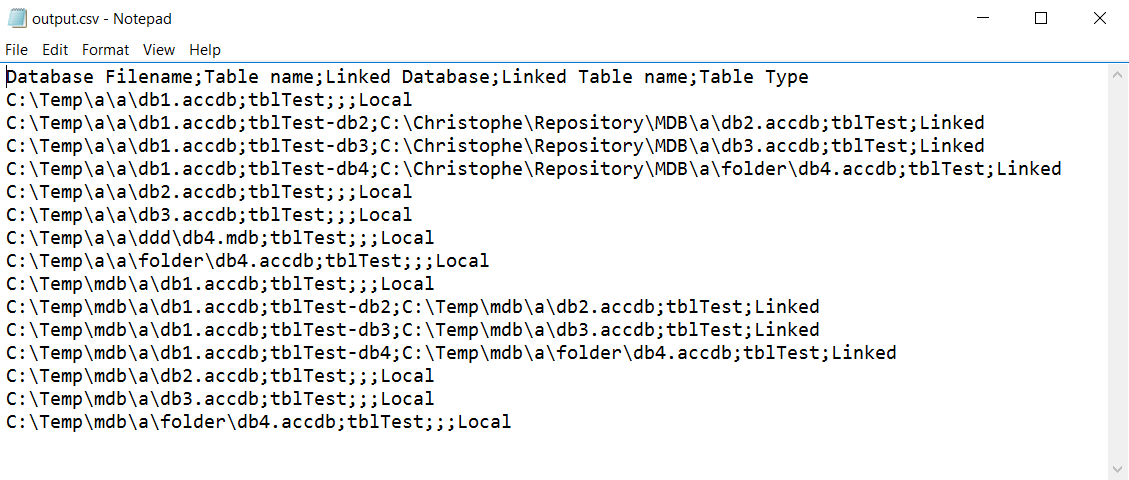 output.csv - Notepad
File Edit Format View Help
Database Filename;Table name;Linked Database;Linked Table name;Table Type
C:\Temp\a\a\db1.accdb;tblTest;;;Local
C:\Temp\a\a\db1.accdb;tblTest-db2;C:\Christophe\Repository\MDB\a\db2.accdb;tblTest;Linked
C:\Temp\a\a\db1.accdb;tblTest-db3;C:\Christophe\Repository\MDB\a\db3.accdb;tblTest;Linked
C:\Temp\a\a\db1.accdb;tblTest-db4;C:\Christophe\Repository\MDB\a\folder\db4.accdb;tblTest;Linked
C:\Temp\a\a\db2.accdb;tblTest;;;Local
C:\Temp\a\a\db3.accdb;tblTest;;;Local
C:\Temp\a\a\ddd\db4.mdb;tblTest;;;Local
C:\Temp\a\a\folder\db4.accdb;tblTest;;;Local
C:\Temp\mdb\a\db1.accdb;tblTest;;;Local
C:\Temp\mdb\a\db1.accdb;tblTest-db2;C:\Temp\mdb\a\db2.accdb;tblTest;Linked
C:\Temp\mdb\a\db1.accdb;tblTest-db3;C:\Temp\mdb\a\db3.accdb;tblTest;Linked
C:\Temp\mdb\a\db1.accdb;tblTest-db4;C:\Temp\mdb\a\folder\db4.accdb;tblTest;Linked
C:\Temp\mdb\a\db2.accdb;tblTest;;;Local
C:\Temp\mdb\a\db3.accdb;tblTest;;;Local
C:\Temp\mdb\a\folder\db4.accdb;tblTest;;;Local